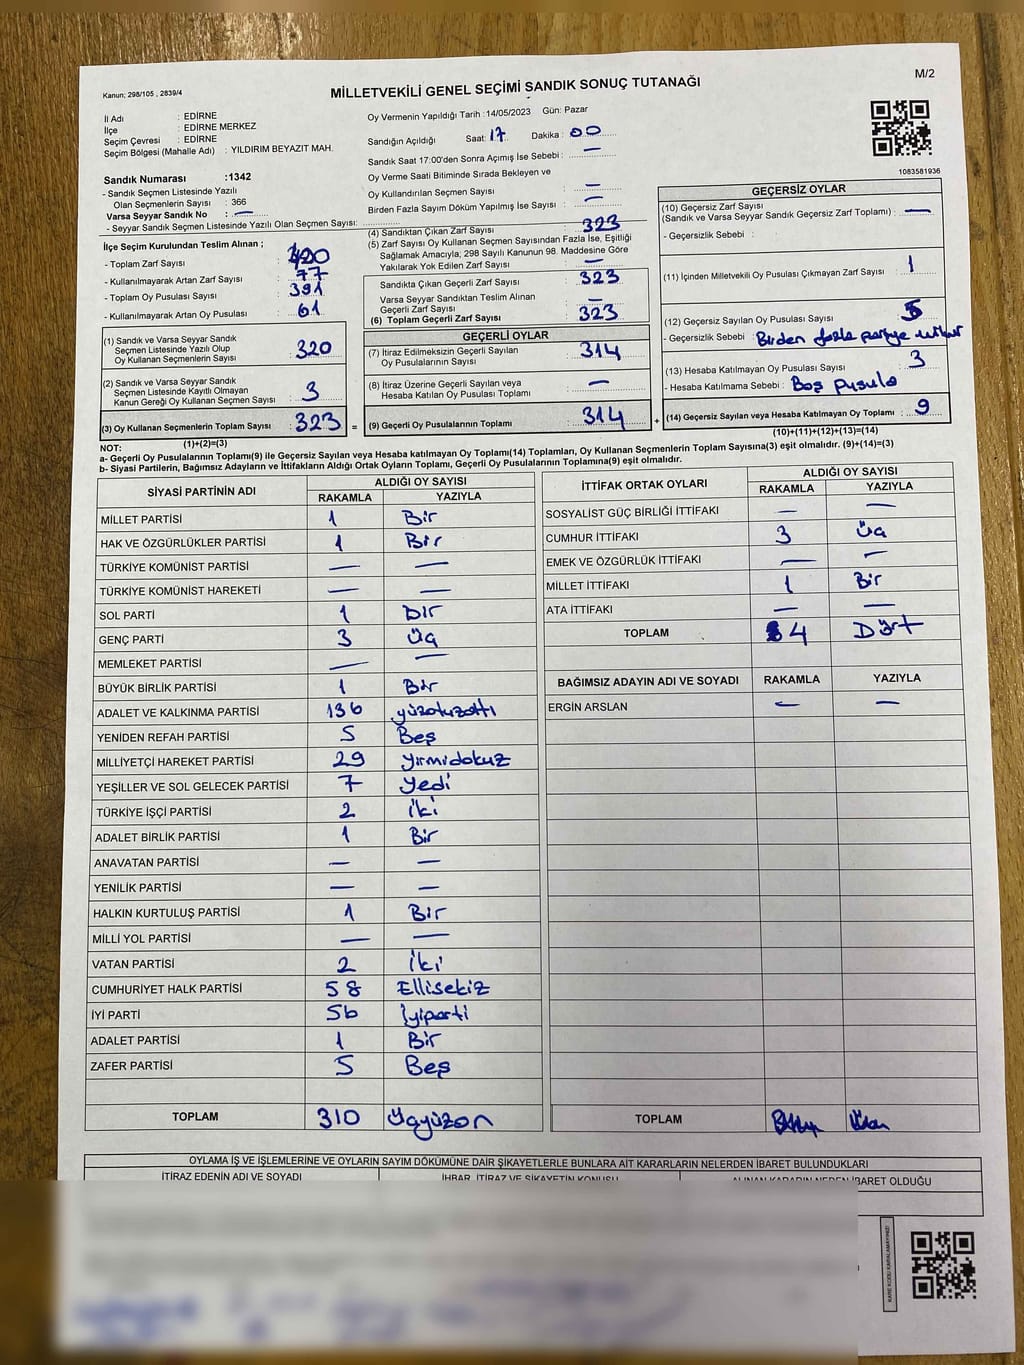 M/2
Kanun; 298/105 , 2839/4
MİLLETVEKİLİ GENEL SEÇİMİ SANDIK SONUÇ TUTANAĞI
İl Adı : EDİRNE
İlçe : EDİRNE MERKEZ
Seçim Çevresi : EDİRNE
Seçim Bölgesi (Mahalle Adı) : YILDIRIM BEYAZIT MAH.
Sandık Numarası :1342
- Sandık Seçmen Listesinde Yazılı
Olan Seçmenlerin Sayısı : 366
Varsa Seyyar Sandık No : —
- Seyyar Sandık Seçmen Listesinde Yazılı Olan Seçmen Sayısı:
İlçe Seçim Kurulundan Teslim Alınan ;
- Toplam Zarf Sayısı : 420
- Kullanılmayarak Artan Zarf Sayısı : 77
- Toplam Oy Pusulası Sayısı : 391
- Kullanılmayarak Artan Oy Pusulası : 61
(1) Sandık ve Varsa Seyyar Sandık
Seçmen Listesinde Yazılı Olup
Oy Kullanan Seçmenlerin Sayısı : 320
(2) Sandık ve Varsa Seyyar Sandık
Seçmen Listesinde Kayıtlı Olmayan
Kanun Gereği Oy Kullanan Seçmen Sayısı : 3
(3) Oy Kullanan Seçmenlerin Toplam Sayısı : 323
(1)+(2)=(3)
Oy Vermenin Yapıldığı Tarih :14/05/2023 Gün: Pazar
Sandığın Açıldığı Saat: 17 Dakika : 00
Sandık Saat 17:00'den Sonra Açımış İse Sebebi : —
Oy Verme Saati Bitiminde Sırada Bekleyen ve
Oy Kullandırılan Seçmen Sayısı : —
Birden Fazla Sayım Döküm Yapılmış İse Sayısı : —
(4) Sandıktan Çıkan Zarf Sayısı : 323
(5) Zarf Sayısı Oy Kullanan Seçmen Sayısından Fazla İse, Eşitliği
Sağlamak Amacıyla; 298 Sayılı Kanunun 98. Maddesine Göre
Yakılarak Yok Edilen Zarf Sayısı : —
Sandıkta Çıkan Geçerli Zarf Sayısı : 323
Varsa Seyyar Sandıktan Teslim Alınan
Geçerli Zarf Sayısı : —
(6) Toplam Geçerli Zarf Sayısı : 323
GEÇERLİ OYLAR
(7) İtiraz Edilmeksizin Geçerli Sayılan
Oy Pusulalarının Sayısı : 314
(8) İtiraz Üzerine Geçerli Sayılan veya
Hesaba Katılan Oy Pusulaları Toplamı : —
= (9) Geçerli Oy Pusulalarının Toplamı : 314 +
1083581936
GEÇERSİZ OYLAR
(10) Geçersiz Zarf Sayısı
(Sandık ve Varsa Seyyar Sandık Geçersiz Zarf Toplamı) : —
- Geçersizlik Sebebi :
(11) İçinden Milletvekili Oy Pusulası Çıkmayan Zarf Sayısı : 1
(12) Geçersiz Sayılan Oy Pusulası Sayısı : 5
- Geçersizlik Sebebi : Birden fazla partiye
(13) Hesaba Katılmayan Oy Pusulası Sayısı : 3
- Hesaba Katılmama Sebebi : Boş pusula
(14) Geçersiz Sayılan veya Hesaba Katılmayan Oy Toplamı : 9
(10)+(11)+(12)+(13)=(14)
NOT:
a- Geçerli Oy Pusulalarının Toplamı(9) ile Geçersiz Sayılan veya Hesaba katılmayan Oy Toplamı(14) Toplamları, Oy Kullanan Seçmenlerin Toplam Sayısına(3) eşit olmalıdır. (9)+(14)=(3)
b- Siyasi Partilerin, Bağımsız Adayların ve İttifakların Aldığı Ortak Oyların Toplamı, Geçerli Oy Pusulalarının Toplamına(9) eşit olmalıdır.
SİYASİ PARTİNİN ADI ALDIĞI OY SAYISI
RAKAMLA YAZIYLA
MİLLET PARTİSİ 1 Bir
HAK VE ÖZGÜRLÜKLER PARTİSİ 1 Bir
TÜRKİYE KOMÜNİST PARTİSİ — —
TÜRKİYE KOMÜNİST HAREKETİ — —
SOL PARTİ 1 Bir
GENÇ PARTİ 3 Üç
MEMLEKET PARTİSİ — —
BÜYÜK BİRLİK PARTİSİ 1 Bir
ADALET VE KALKINMA PARTİSİ 136 yüzotuzaltı
YENİDEN REFAH PARTİSİ 5 Beş
MİLLİYETÇİ HAREKET PARTİSİ 29 yirmidokuz
YEŞİLLER VE SOL GELECEK PARTİSİ 7 Yedi
TÜRKİYE İŞÇİ PARTİSİ 2 İki
ADALET BİRLİK PARTİSİ 1 Bir
ANAVATAN PARTİSİ — —
YENİLİK PARTİSİ — —
HALKIN KURTULUŞ PARTİSİ 1 Bir
MİLLİ YOL PARTİSİ — —
VATAN PARTİSİ 2 İki
CUMHURİYET HALK PARTİSİ 58 Ellisekiz
İYİ PARTİ 56 İyiparti
ADALET PARTİSİ 1 Bir
ZAFER PARTİSİ 5 Beş
TOPLAM 310 Üçyüzon
İTTİFAK ORTAK OYLARI ALDIĞI OY SAYISI
RAKAMLA YAZIYLA
SOSYALİST GÜÇ BİRLİĞİ İTTİFAKI — —
CUMHUR İTTİFAKI 3 Üç
EMEK VE ÖZGÜRLÜK İTTİFAKI — —
MİLLET İTTİFAKI 1 Bir
ATA İTTİFAKI — —
TOPLAM 4 Dört
BAĞIMSIZ ADAYIN ADI VE SOYADI RAKAMLA YAZIYLA
ERGİN ARSLAN — —
TOPLAM
OYLAMA İŞ VE İŞLEMLERİNE VE OYLARIN SAYIM DÖKÜMÜNE DAİR ŞİKAYETLERLE BUNLARA AİT KARARLARIN NELERDEN İBARET BULUNDUKLARI
İTİRAZ EDENİN ADI VE SOYADI İHBAR, İTİRAZ VE ŞİKAYETİN KONUSU ALINAN KARARIN NEDEN İBARET OLDUĞU
KARE KODU KARALAMAYINIZ!